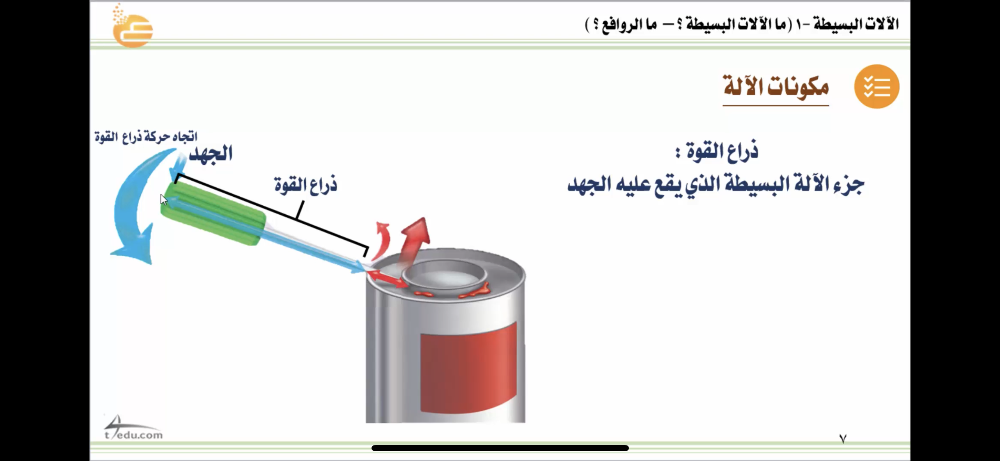 الآلات البسيطة -١ (ما الآلات البسيطة ؟ – ما الروافع ؟ )
مكونات الآلة
ذراع القوة :
جزء الآلة البسيطة الذي يقع عليه الجهد
اتجاه حركة ذراع القوة
الجهد
ذراع القوة
t4edu.com
٧